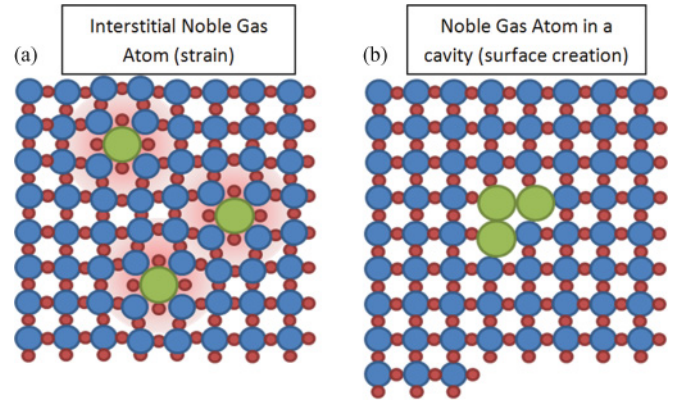 Interstitial Noble Gas
Atom (strain)
(a)
Noble Gas Atom in a
cavity (surface creation)
(b)